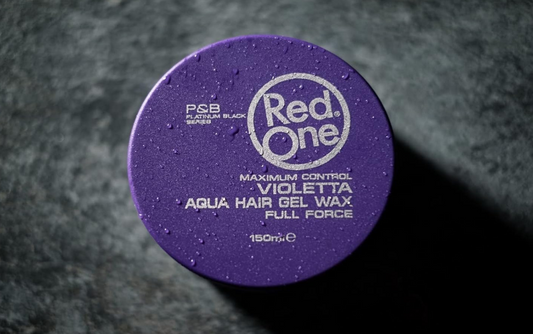 P&B
PLATINUM BLACK
SERIES
Red
One
MAXIMUM CONTROL
VIOLETTA
AQUA HAIR GEL WAX
FULL FORCE
150ml e